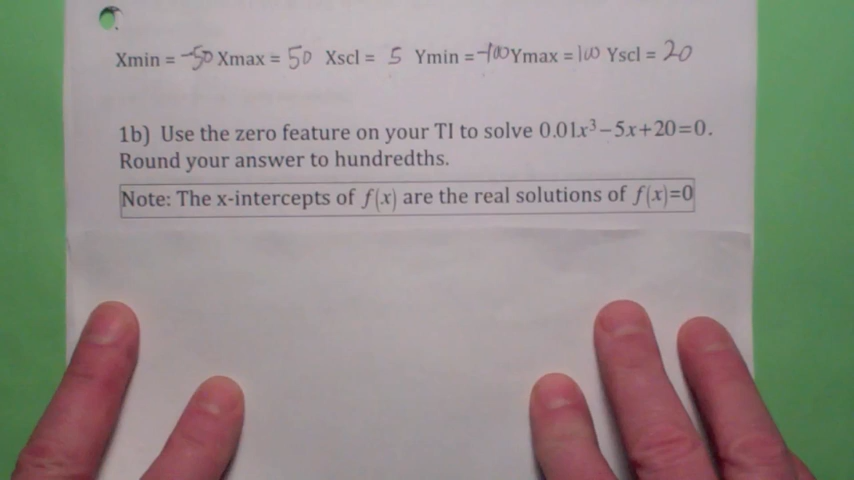 Xmin = -50 Xmax = 50 Xscl = 5 Ymin = -100 Ymax = 100 Yscl = 20
1b) Use the zero feature on your TI to solve 0.01x³−5x+20=0.
Round your answer to hundredths.
Note: The x-intercepts of f(x) are the real solutions of f(x)=0